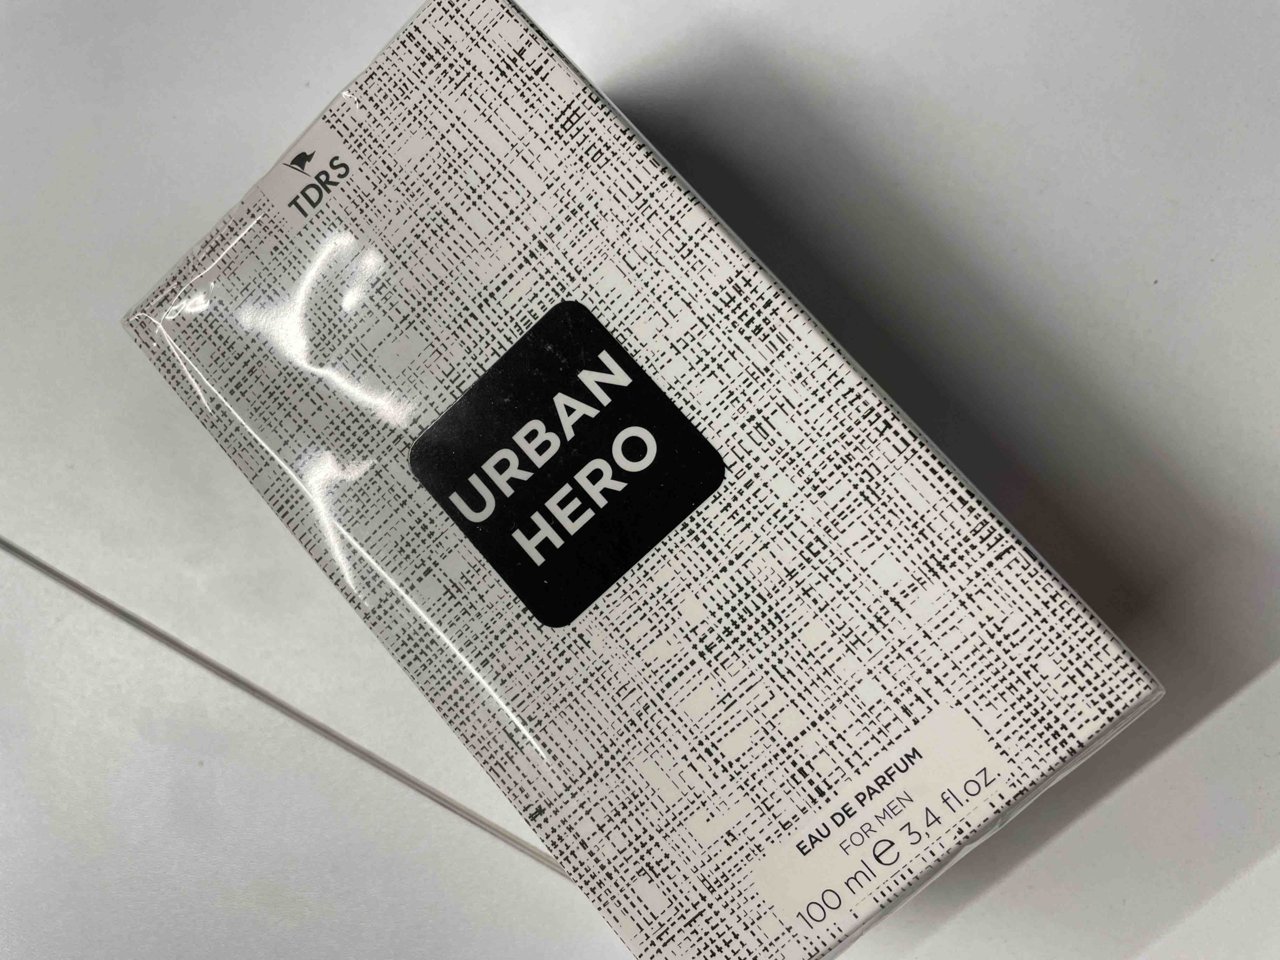 TDRS
URBAN
HERO
EAU DE PARFUM
FOR MEN
100 ml e 3,4 fl.oz.